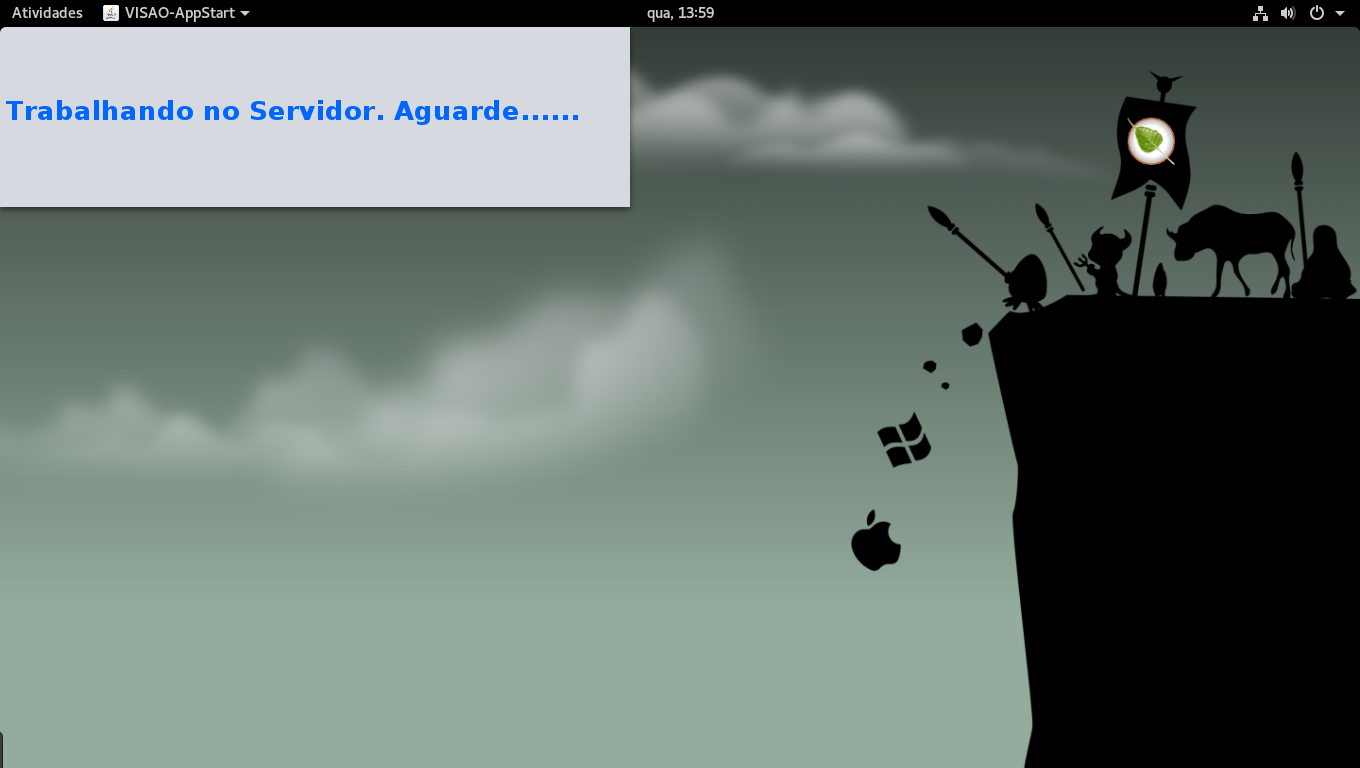 Atividades VISAO-AppStart qua, 13:59
Trabalhando no Servidor. Aguarde......